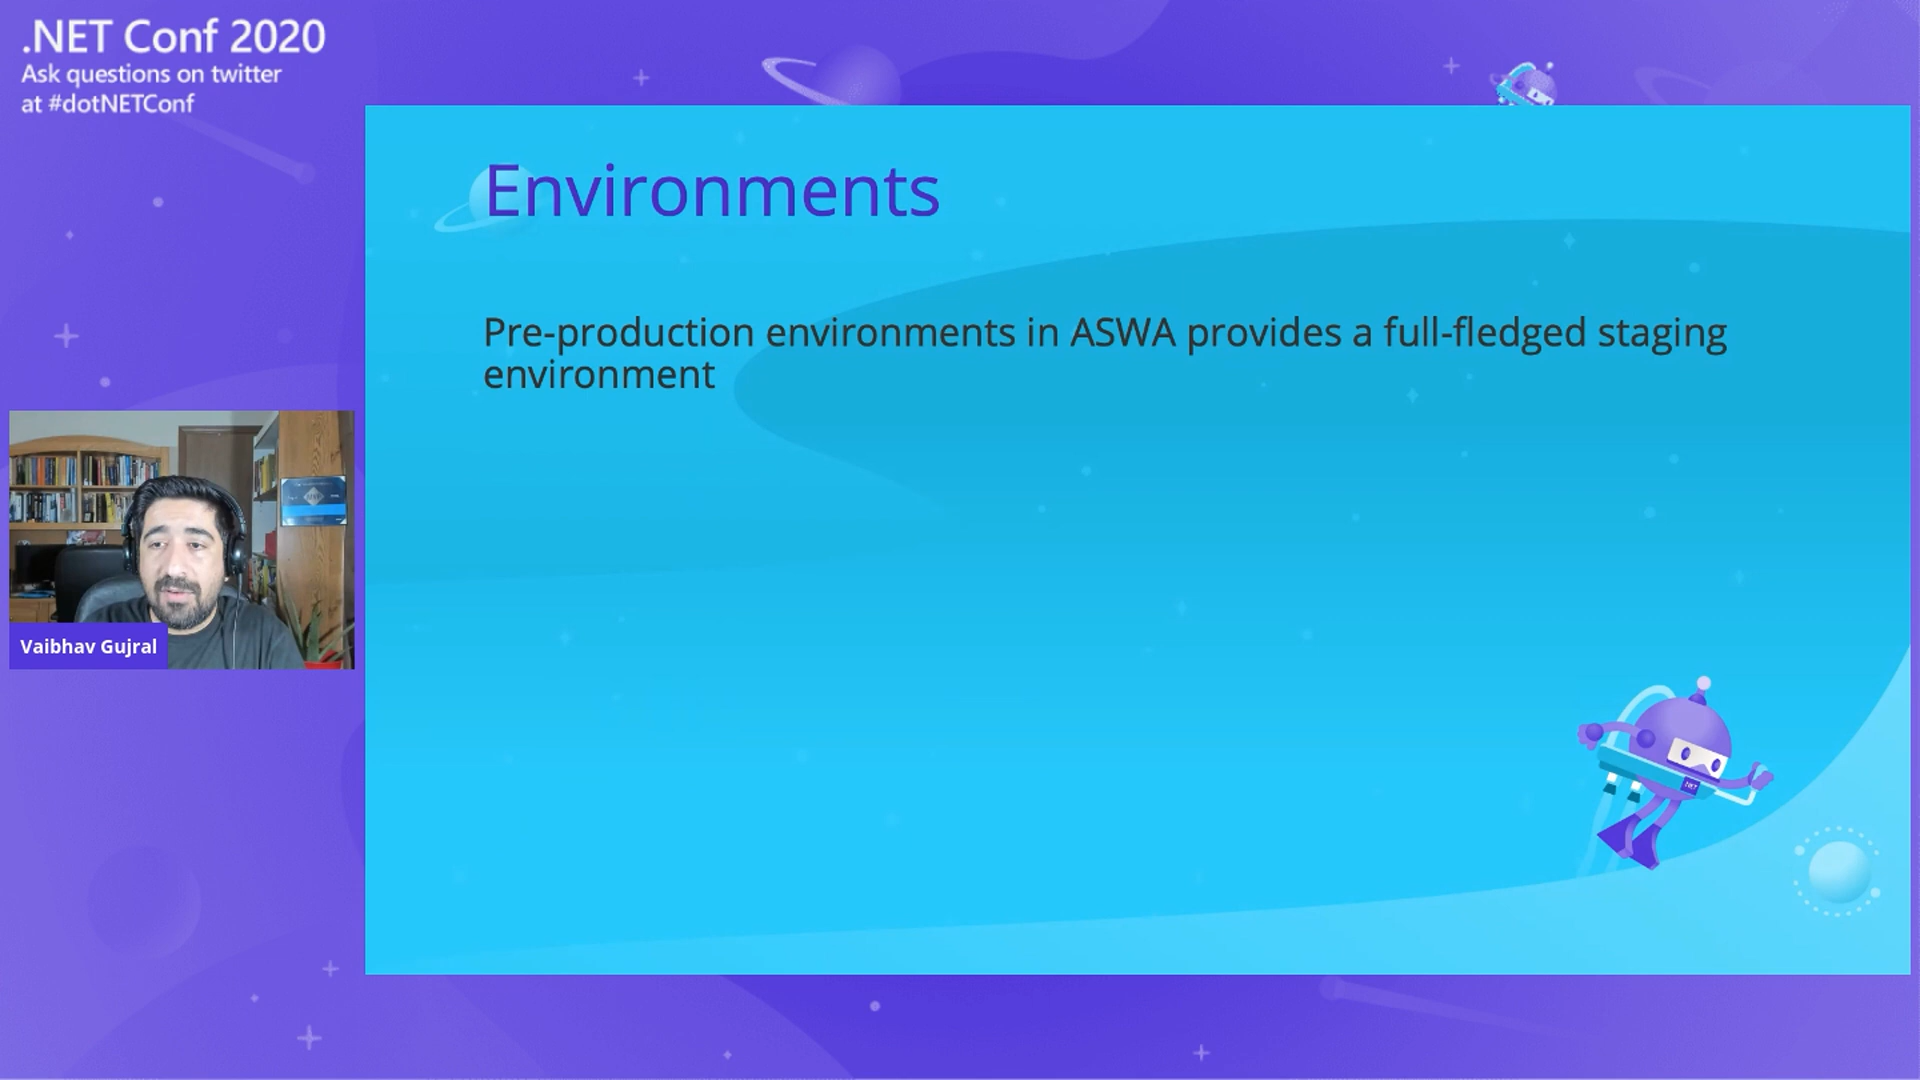 .NET Conf 2020
Ask questions on twitter
at #dotNETConf
Environments
Pre-production environments in ASWA provides a full-fledged staging
environment
Vaibhav Gujral